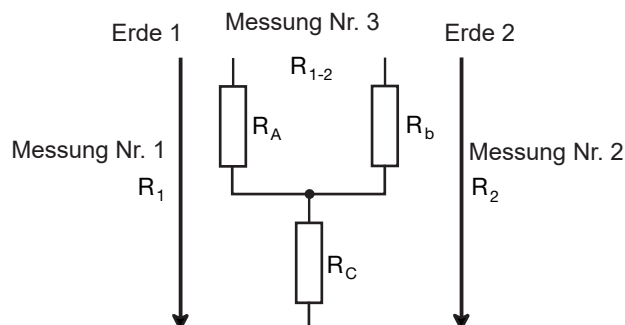 Messung Nr. 3
Erde 1
Erde 2
R1-2
RA
Rb
Messung Nr. 1
R1
Messung Nr. 2
R2
RC